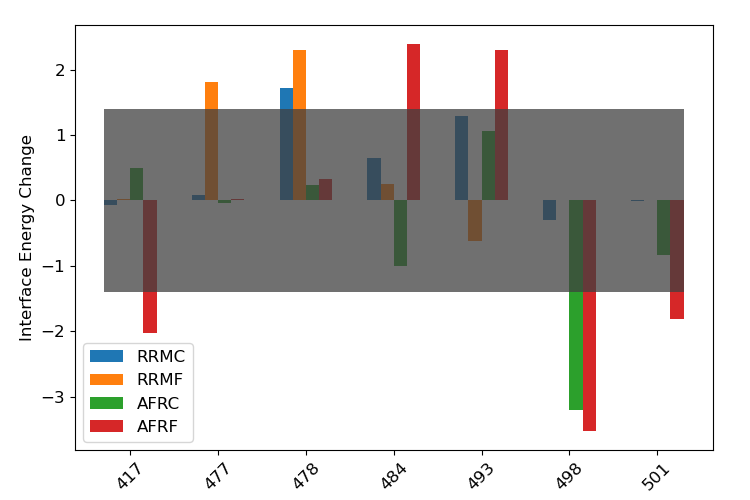 Interface Energy Change
2
1
0
−1
−2
−3
RRMC
RRMF
AFRC
AFRF
417
477
478
484
493
498
501